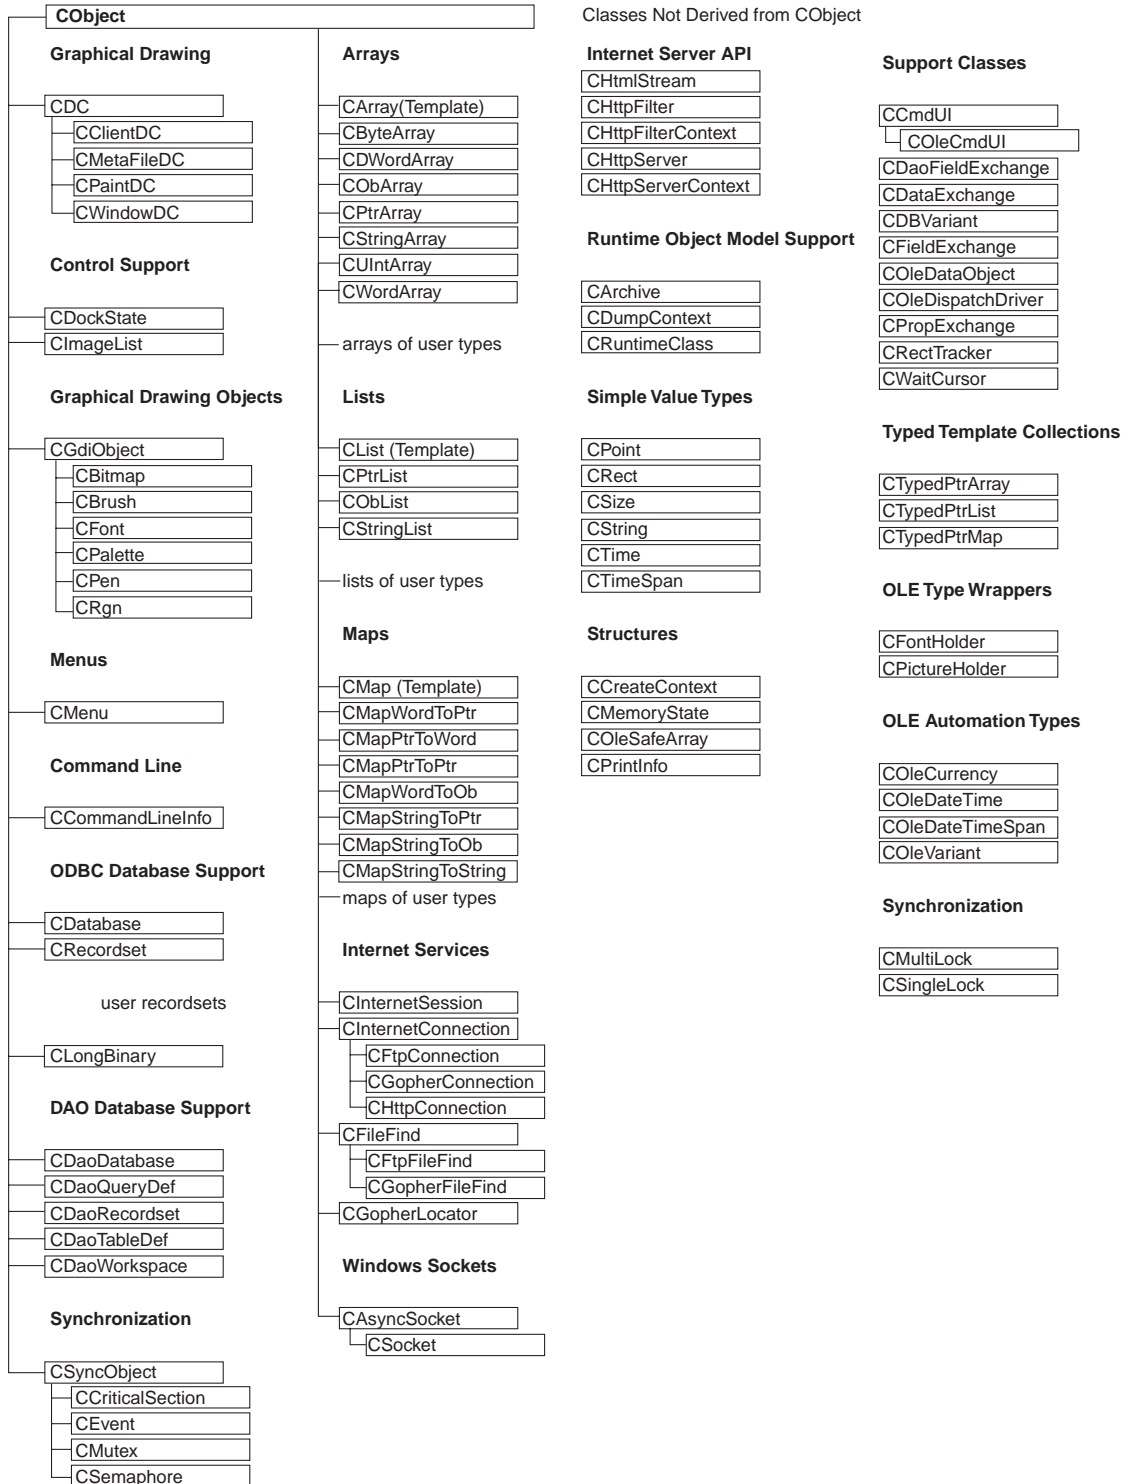 CObject
Graphical Drawing
CDC
CClientDC
CMetaFileDC
CPaintDC
CWindowDC
Control Support
CDockState
CImageList
Graphical Drawing Objects
CGdiObject
CBitmap
CBrush
CFont
CPalette
CPen
CRgn
Menus
CMenu
Command Line
CCommandLineInfo
ODBC Database Support
CDatabase
CRecordset
user recordsets
CLongBinary
DAO Database Support
CDaoDatabase
CDaoQueryDef
CDaoRecordset
CDaoTableDef
CDaoWorkspace
Synchronization
CSyncObject
CCriticalSection
CEvent
CMutex
CSemaphore
Arrays
CArray(Template)
CByteArray
CDWordArray
CObArray
CPtrArray
CStringArray
CUIntArray
CWordArray
arrays of user types
Lists
CList (Template)
CPtrList
CObList
CStringList
lists of user types
Maps
CMap (Template)
CMapWordToPtr
CMapPtrToWord
CMapPtrToPtr
CMapWordToOb
CMapStringToPtr
CMapStringToOb
CMapStringToString
maps of user types
Internet Services
CInternetSession
CInternetConnection
CFtpConnection
CGopherConnection
CHttpConnection
CFileFind
CFtpFileFind
CGopherFileFind
CGopherLocator
Windows Sockets
CAsyncSocket
CSocket
Classes Not Derived from CObject
Internet Server API
CHtmlStream
CHttpFilter
CHttpFilterContext
CHttpServer
CHttpServerContext
Runtime Object Model Support
CArchive
CDumpContext
CRuntimeClass
Simple Value Types
CPoint
CRect
CSize
CString
CTime
CTimeSpan
Structures
CCreateContext
CMemoryState
COleSafeArray
CPrintInfo
Support Classes
CCmdUI
COleCmdUI
CDaoFieldExchange
CDataExchange
CDBVariant
CFieldExchange
COleDataObject
COleDispatchDriver
CPropExchange
CRectTracker
CWaitCursor
Typed Template Collections
CTypedPtrArray
CTypedPtrList
CTypedPtrMap
OLE Type Wrappers
CFontHolder
CPictureHolder
OLE Automation Types
COleCurrency
COleDateTime
COleDateTimeSpan
COleVariant
Synchronization
CMultiLock
CSingleLock